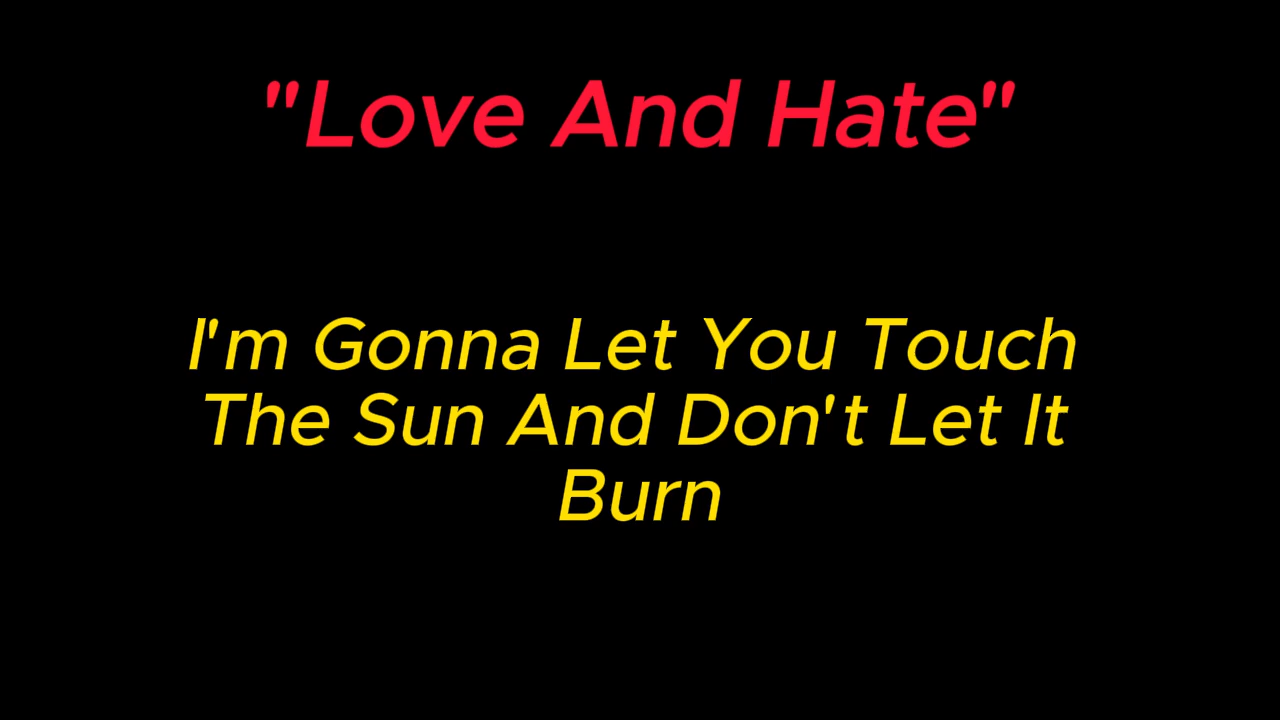 "Love And Hate"
I'm Gonna Let You Touch
The Sun And Don't Let It
Burn